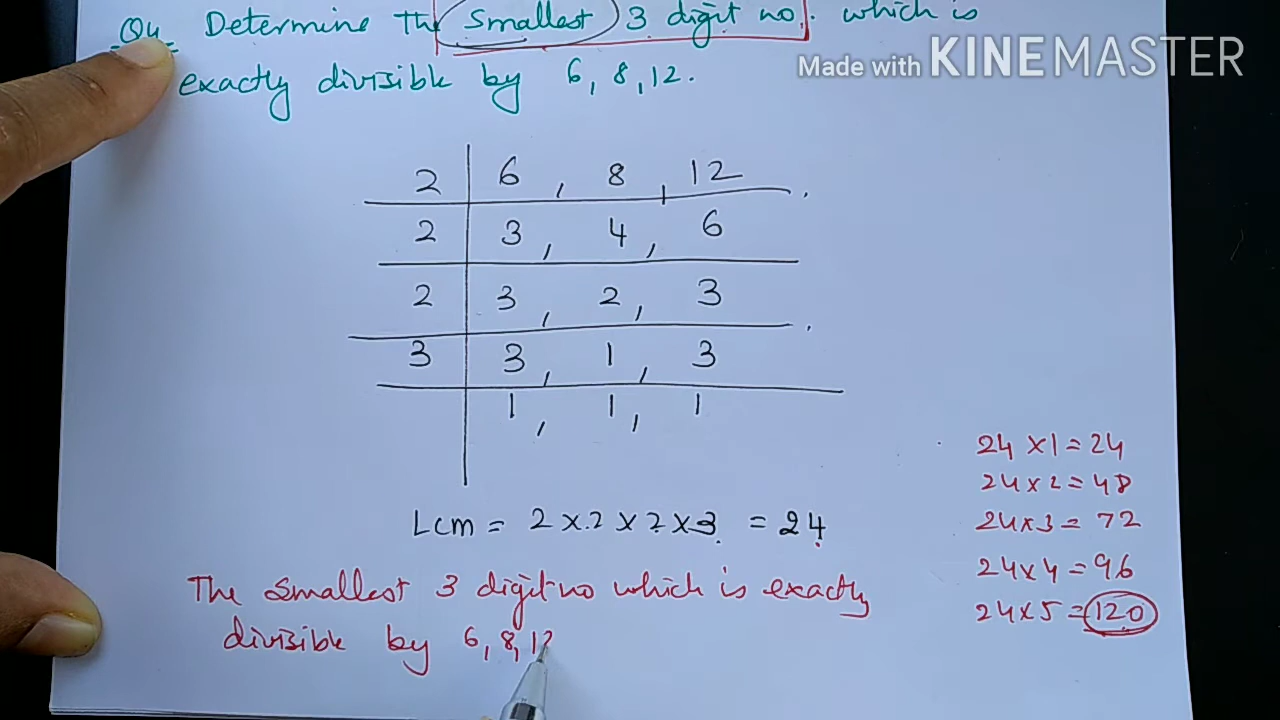 Q4. Determine The Smallest 3 digit no. which is
exactly divisible by 6, 8, 12.
Made with KINEMASTER
2 | 6, 8, 12
2 | 3, 4, 6
2 | 3, 2, 3
3 | 3, 1, 3
1, 1, 1
Lcm = 2 × 2 × 2 × 3 = 24
24 × 1 = 24
24 × 2 = 48
24 × 3 = 72
24 × 4 = 96
24 × 5 = 120
The smallest 3 digit no which is exactly
divisible by 6, 8, 12